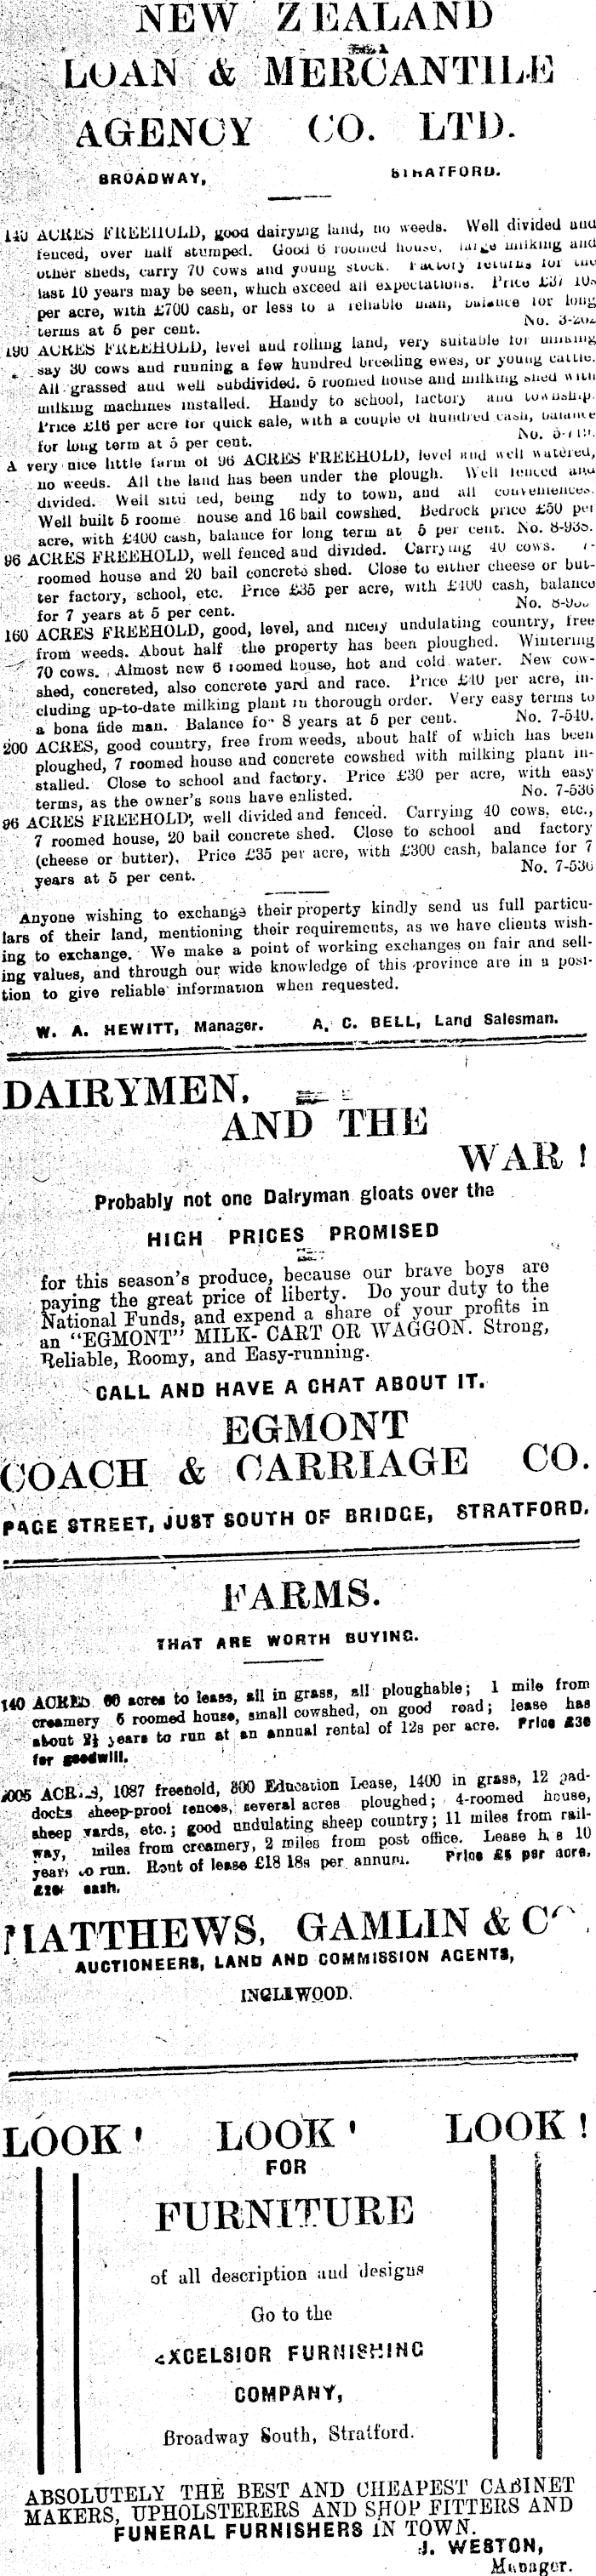 NEW ZEALAND
LOAN & MERCANTILE
AGENCY CO. LTD.
BROADWAY, STRATFORD.
140 ACRES FREEHOLD, good dairying land, no weeds. Well divided and
fenced, over half stumped. Good 6 roomed house, large milking and
other sheds, carry 70 cows and young stock. Factory returns for the
last 10 years may be seen, which exceed all expectations. Price £37 10s
per acre, with £700 cash, or less to a reliable man, balance for long
terms at 5 per cent. No.
190 ACRES FREEHOLD, level and rolling land, very suitable for milking
say 30 cows and running a few hundred breeding ewes, or young cattle.
All grassed and well subdivided. 5 roomed house and milking shed with
milking machines installed. Handy to school, factory and township.
Price £16 per acre for quick sale, with a couple of hundred cash, balance
for long term at 5 per cent. No.
A very nice little farm of 96 ACRES FREEHOLD, level and well watered,
no weeds. All the land has been under the plough. Well fenced and
divided. Well situ ted, being ndy to town, and all conveniences.
Well built 5 roome house and 16 bail cowshed. Bedrock price £50 per
acre, with £400 cash, balance for long term at 5 per cent. No. 8-935.
96 ACRES FREEHOLD, well fenced and divided. Carrying 40 cows. 7-
roomed house and 20 bail concrete shed. Close to either cheese or but-
ter factory, school, etc. Price £35 per acre, with £400 cash, balance
for 7 years at 5 per cent. No.
160 ACRES FREEHOLD, good, level, and nicely undulating country, free
from weeds. About half the property has been ploughed. Wintering
70 cows. Almost new 6 roomed house, hot and cold water. New cow-
shed, concreted, also concrete yard and race. Price £40 per acre, in-
cluding up-to-date milking plant in thorough order. Very easy terms to
a bona fide man. Balance for 8 years at 5 per cent. No. 7-540.
200 ACRES, good country, free from weeds, about half of which has been
ploughed, 7 roomed house and concrete cowshed with milking plant in-
stalled. Close to school and factory. Price £30 per acre, with easy
terms, as the owner's sons have enlisted. No. 7-536
96 ACRES FREEHOLD, well divided and fenced. Carrying 40 cows, etc.,
7 roomed house, 20 bail concrete shed. Close to school and factory
(cheese or butter). Price £35 per acre, with £300 cash, balance for 7
years at 5 per cent. No. 7-530
Anyone wishing to exchange their property kindly send us full particu-
lars of their land, mentioning their requirements, as we have clients wish-
ing to exchange. We make a point of working exchanges on fair and sell-
ing values, and through our wide knowledge of this province are in a posi-
tion to give reliable information when requested.
W. A. HEWITT, Manager. A. C. BELL, Land Salesman.
DAIRYMEN,
AND THE
WAR!
Probably not one Dairyman gloats over the
HIGH PRICES PROMISED
for this season's produce, because our brave boys are
paying the great price of liberty. Do your duty to the
National Funds, and expend a share of your profits in
an "EGMONT" MILK- CART OR WAGGON. Strong,
Reliable, Roomy, and Easy-running.
CALL AND HAVE A CHAT ABOUT IT.
EGMONT
COACH & CARRIAGE CO.
PAGE STREET, JUST SOUTH OF BRIDGE, STRATFORD.
FARMS.
THAT ARE WORTH BUYING.
140 ACRES 66 acres to lease, all in grass, all ploughable; 1 mile from
creamery 6 roomed house, small cowshed, on good road; lease has
about 8½ years to run at an annual rental of 12s per acre. Price £30
for goodwill.
ACRES, 1087 freehold, 800 Education Lease, 1400 in grass, 12 pad-
docks sheep-proof fences, several acres ploughed; 4-roomed house,
sheep yards, etc.; good undulating sheep country; 11 miles from rail-
way, miles from creamery, 2 miles from post office. Lease has 10
years to run. Rent of lease £18 18s per annum. Price £5 per acre,
cash.
MATTHEWS, GAMLIN & CO.,
AUCTIONEERS, LAND AND COMMISSION AGENTS,
INGLEWOOD.
LOOK! LOOK! LOOK!
FOR
FURNITURE
of all description and designs
Go to the
EXCELSIOR FURNISHING
COMPANY,
Broadway South, Stratford.
ABSOLUTELY THE BEST AND CHEAPEST CABINET
MAKERS, UPHOLSTERERS AND SHOP FITTERS AND
FUNERAL FURNISHERS IN TOWN.
J. WESTON,
Manager.